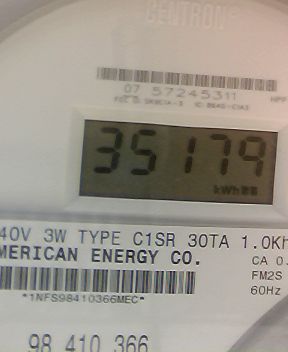 CENTRON
07 57245311
35179
kWh
40V 3W TYPE C1SR 30TA 1.0Kh
MERICAN ENERGY CO.
CA 0.
FM2S
*1NFS98410366MEC*
60Hz
98 410 366